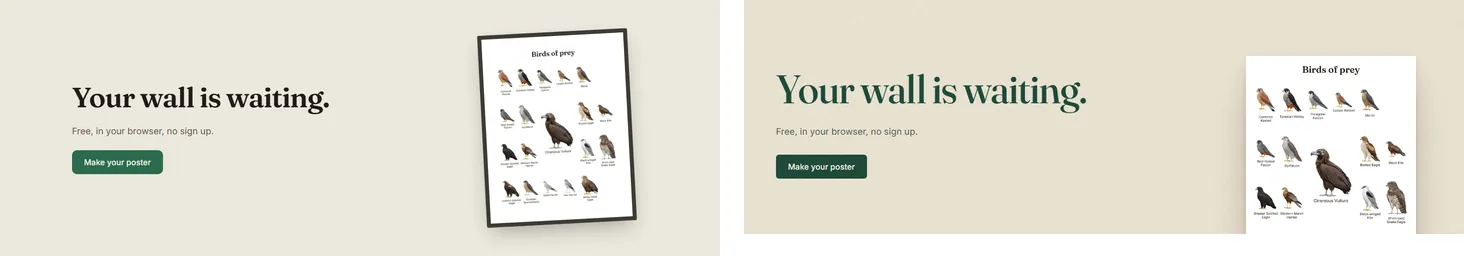 Your wall is waiting.
Free, in your browser, no sign up.
Make your poster
Birds of prey
Cinereous Vulture
Your wall is waiting.
Free, in your browser, no sign up.
Make your poster
Birds of prey
Common Kestrel
Eurasian Hobby
Peregrine Falcon
Lesser Kestrel
Merlin
Red-footed Falcon
Gyrfalcon
Booted Eagle
Black Kite
Cinereous Vulture
Greater Spotted Eagle
Western Marsh Harrier
Black-winged Kite
Short-toed Snake Eagle